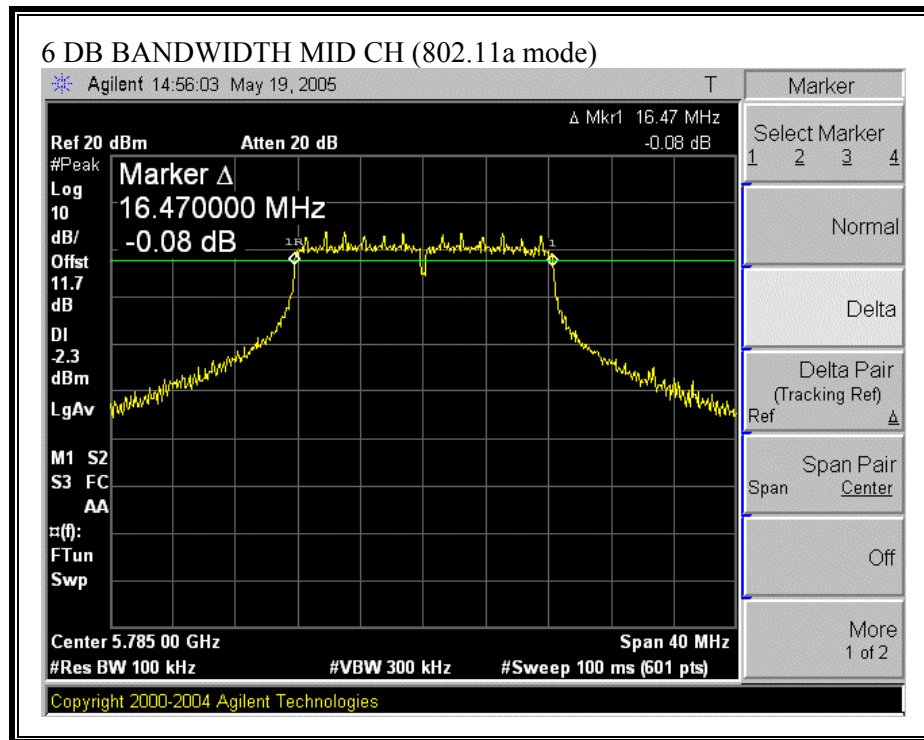 6 DB BANDWIDTH MID CH (802.11a mode)
Agilent 14:56:03 May 19, 2005 T
Marker
Δ Mkr1 16.47 MHz
Ref 20 dBm Atten 20 dB -0.08 dB
#Peak
Log
10
dB/
Offst
11.7
dB
DI
-2.3
dBm
LgAv
M1 S2
S3 FC
AA
¤(f):
FTun
Swp
Marker Δ
16.470000 MHz
-0.08 dB
1R
1
Center 5.785 00 GHz Span 40 MHz
#Res BW 100 kHz #VBW 300 kHz #Sweep 100 ms (601 pts)
Select Marker
1 2 3 4
Normal
Delta
Delta Pair
(Tracking Ref)
Ref Δ
Span Pair
Span Center
Off
More
1 of 2
Copyright 2000-2004 Agilent Technologies